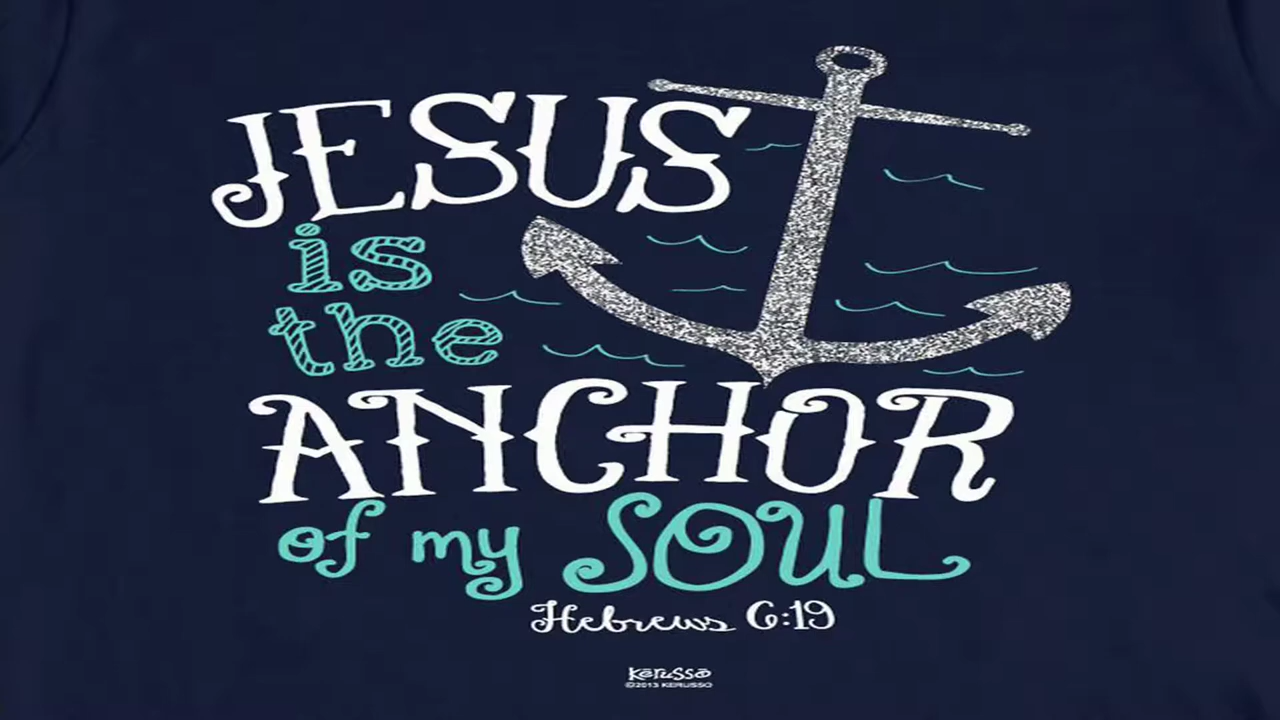 JESUS
is
the
ANCHOR
of my SOUL
Hebrews 6:19
Kerusso
©2013 KERUSSO